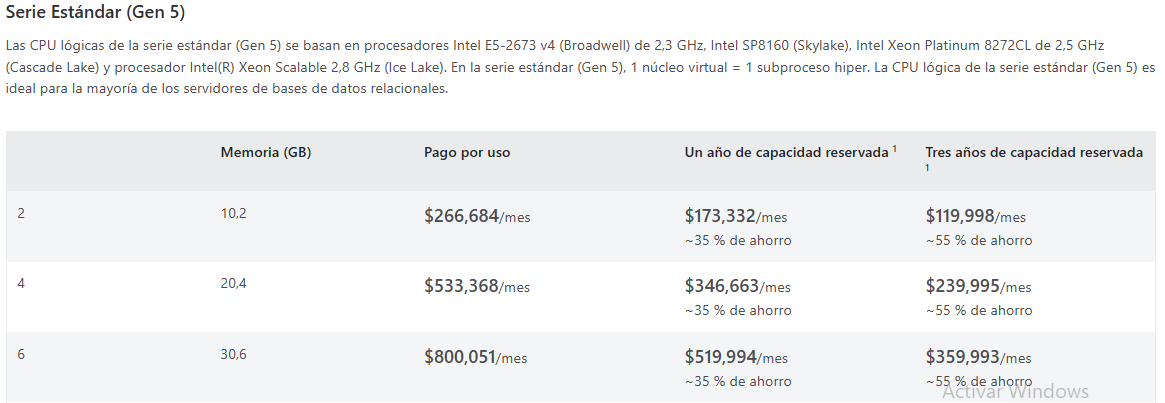 Serie Estándar (Gen 5)
Las CPU lógicas de la serie estándar (Gen 5) se basan en procesadores Intel E5-2673 v4 (Broadwell) de 2,3 GHz, Intel SP8160 (Skylake), Intel Xeon Platinum 8272CL de 2,5 GHz
(Cascade Lake) y procesador Intel(R) Xeon Scalable 2,8 GHz (Ice Lake). En la serie estándar (Gen 5), 1 núcleo virtual = 1 subproceso hiper. La CPU lógica de la serie estándar (Gen 5) es
ideal para la mayoría de los servidores de bases de datos relacionales.
Memoria (GB) Pago por uso Un año de capacidad reservada 1 Tres años de capacidad reservada
1
2 10,2 $266,684/mes $173,332/mes $119,998/mes
~35 % de ahorro ~55 % de ahorro
4 20,4 $533,368/mes $346,663/mes $239,995/mes
~35 % de ahorro ~55 % de ahorro
6 30,6 $800,051/mes $519,994/mes $359,993/mes
~35 % de ahorro ~55 % de ahorro
Activar Windows